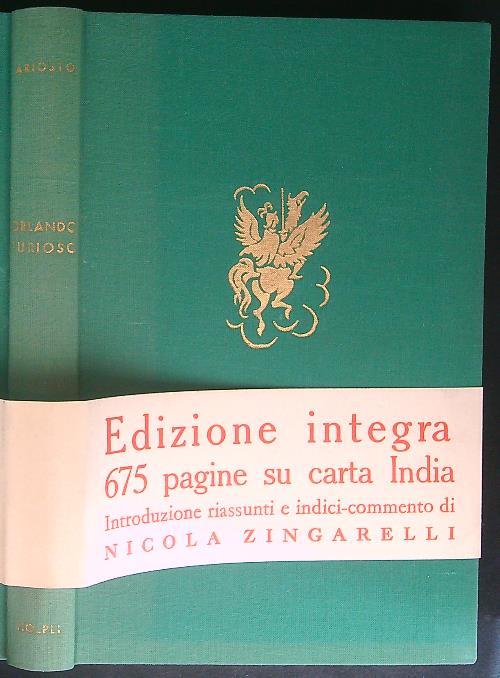 ARIOSTO
ORLANDO
FURIOSO
HOEPLI
Edizione integra
675 pagine su carta India
Introduzione riassunti e indici-commento di
NICOLA ZINGARELLI